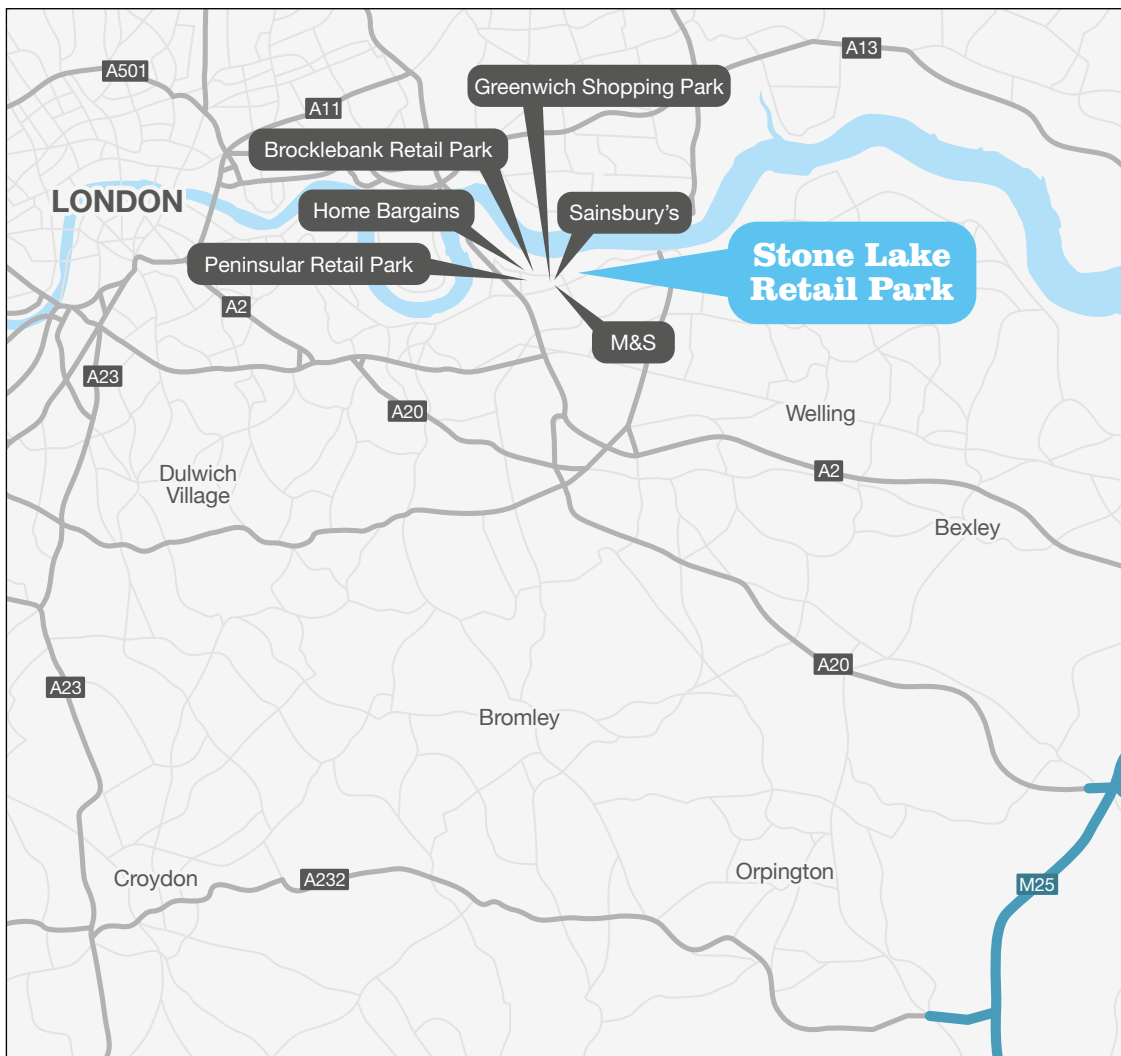 A13
A501
Greenwich Shopping Park
A11
Brocklebank Retail Park
LONDON
Home Bargains
Sainsbury's
Peninsular Retail Park
Stone Lake
Retail Park
A2
M&S
A23
A20
Welling
Dulwich
Village
A2
Bexley
A20
A23
Bromley
Croydon
A232
Orpington
M25